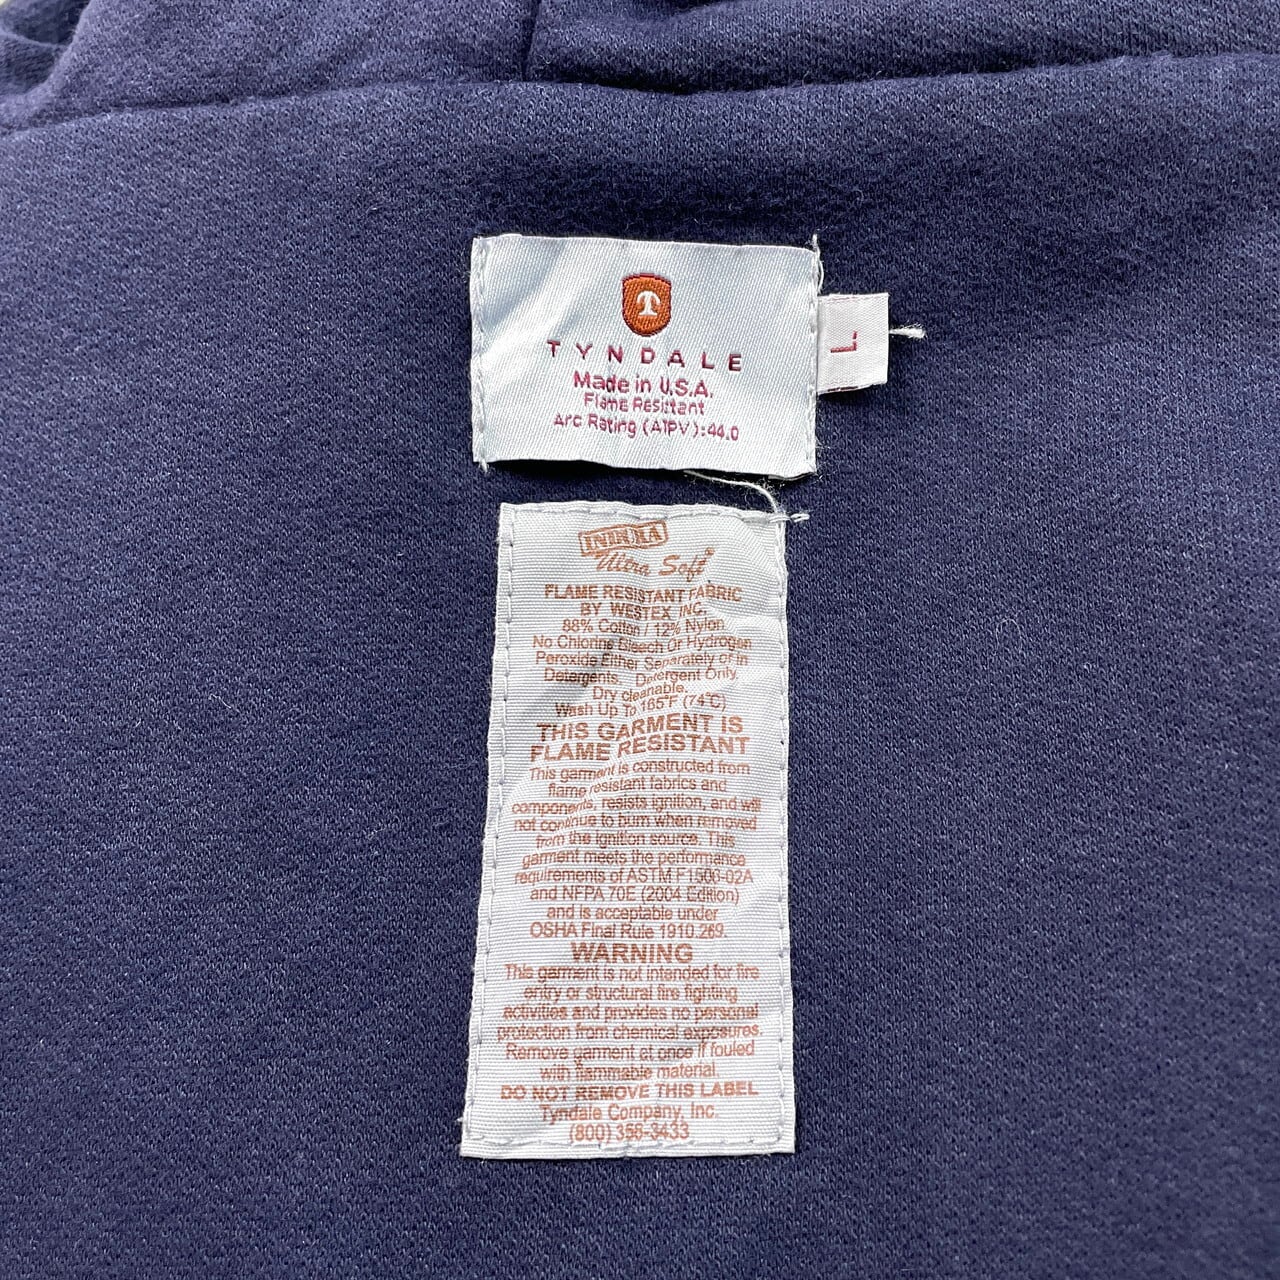 T
TYNDALE
Made in U.S.A.
Flame Resistant
Arc Rating (ATPV):44.0
L
INDURA
Ultra Soft
FLAME RESISTANT FABRIC
BY WESTEX, INC.
88% Cotton / 12% Nylon
No Chlorine Bleach Or Hydrogen
Peroxide Either Separately or in
Detergents. Detergent Only.
Dry cleanable.
Wash Up To 165°F (74°C)
THIS GARMENT IS
FLAME RESISTANT
This garment is constructed from
flame resistant fabrics and
components, resists ignition, and will
not continue to burn when removed
from the ignition source. This
garment meets the performance
requirements of ASTM F1506-02A
and NFPA 70E (2004 Edition)
and is acceptable under
OSHA Final Rule 1910.269.
WARNING
This garment is not intended for fire
entry or structural fire fighting
activities and provides no personal
protection from chemical exposures.
Remove garment at once if fouled
with flammable material.
DO NOT REMOVE THIS LABEL
Tyndale Company, Inc.
(800) 356-3433